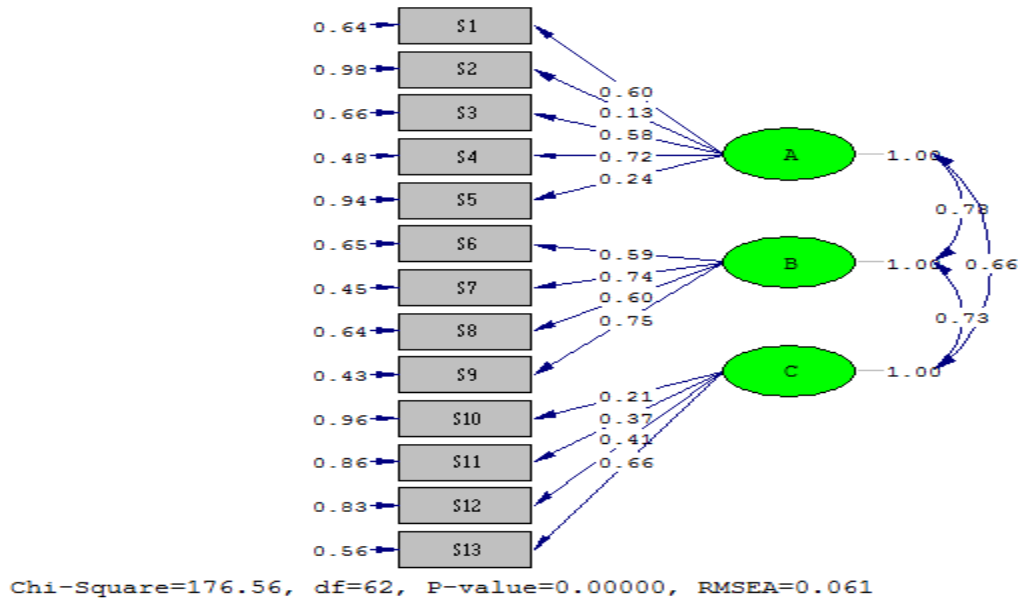 0.64 S1
0.60
0.98 S2
0.13
0.66 S3
0.58
0.48 S4
0.72
A 1.00
0.24
0.94 S5
0.78
0.65 S6
0.59
B 1.00 0.66
0.74
0.45 S7
0.60
0.73
0.75
0.64 S8
0.43 S9
C 1.00
0.21
0.96 S10
0.37
0.41
0.86 S11
0.66
0.83 S12
0.56 S13
Chi-Square=176.56, df=62, P-value=0.00000, RMSEA=0.061